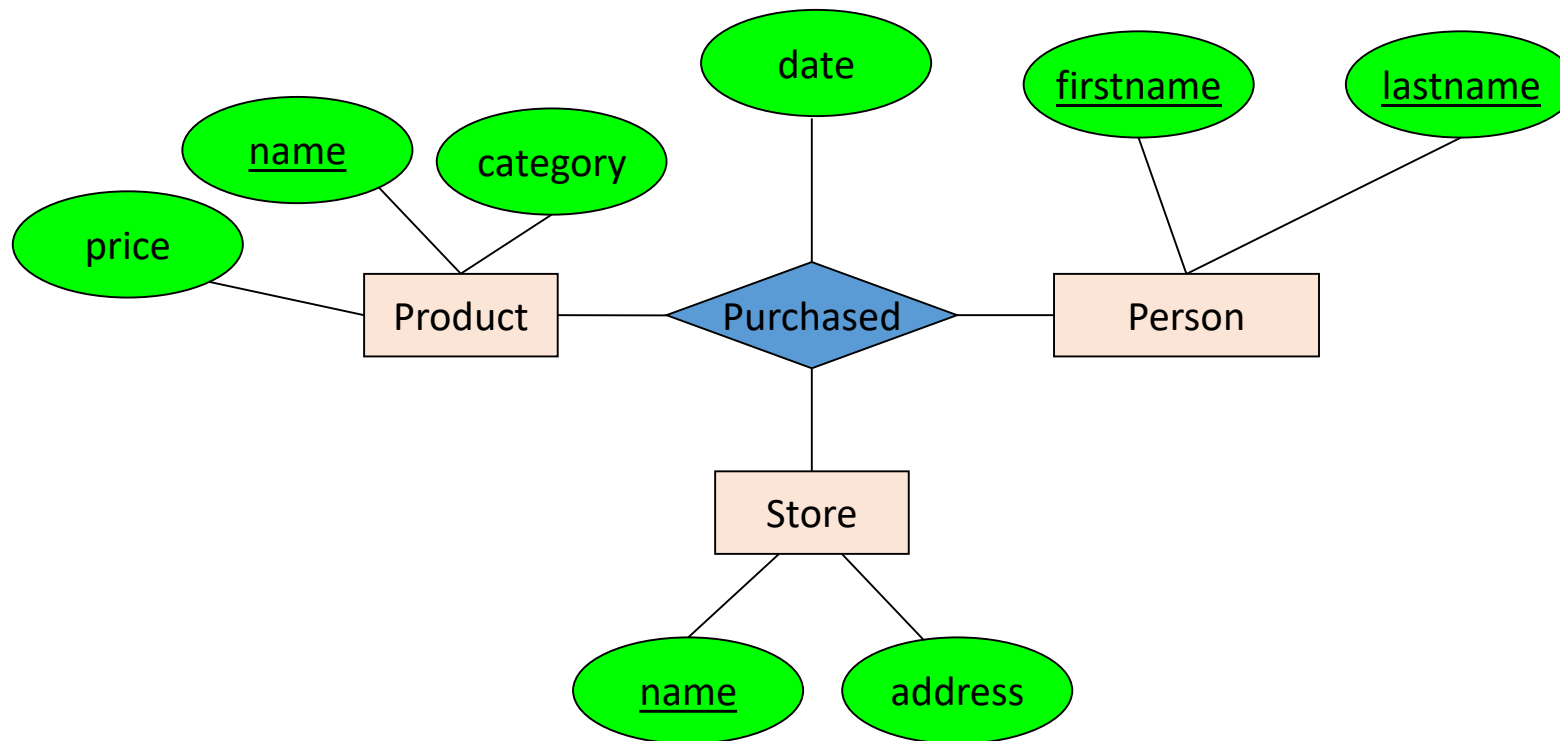 date
firstname
lastname
name
category
price
Product
Purchased
Person
Store
name
address